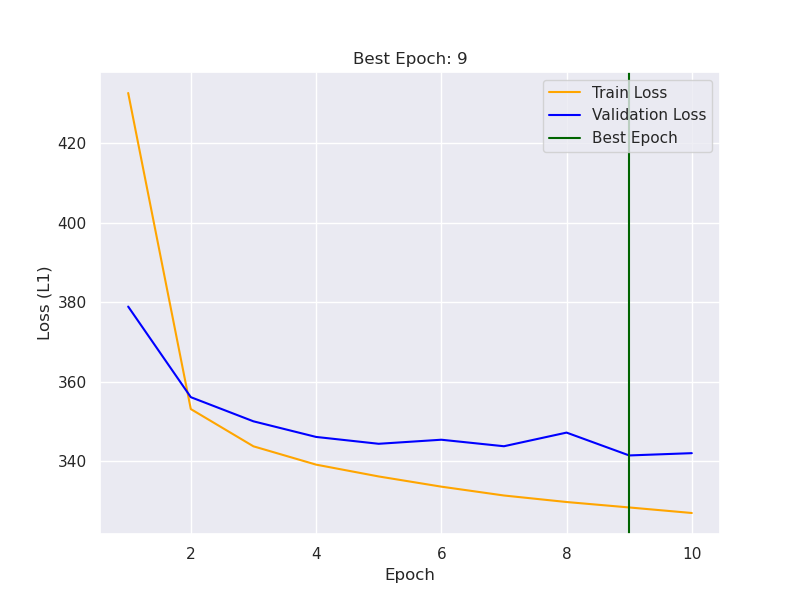 Best Epoch: 9
Train Loss
Validation Loss
Best Epoch
420
400
380
360
340
Loss (L1)
2 4 6 8 10
Epoch